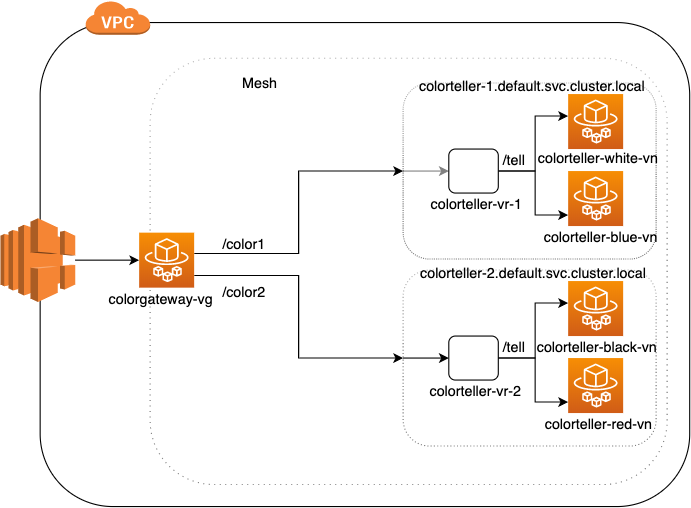 VPC
Mesh
colorteller-1.default.svc.cluster.local
/tell
colorteller-white-vn
colorteller-vr-1
colorteller-blue-vn
/color1
colorgateway-vg
/color2
colorteller-2.default.svc.cluster.local
/tell
colorteller-black-vn
colorteller-vr-2
colorteller-red-vn